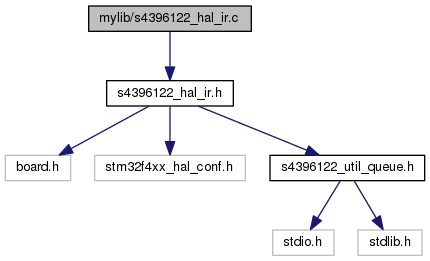 mylib/s4396122_hal_ir.c
s4396122_hal_ir.h
board.h
stm32f4xx_hal_conf.h
s4396122_util_queue.h
stdio.h
stdlib.h